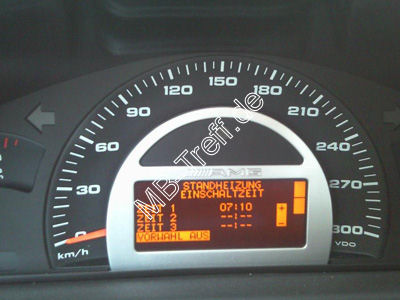 150
120
180
90
210
60
240
30
270
0
300
km/h
VDO
AMG
STANDHEIZUNG
EINSCHALTZEIT
ZEIT 1 07:10
ZEIT 2 --:--
ZEIT 3 --:--
VORWAHL AUS
+
-
MB-Treff.de